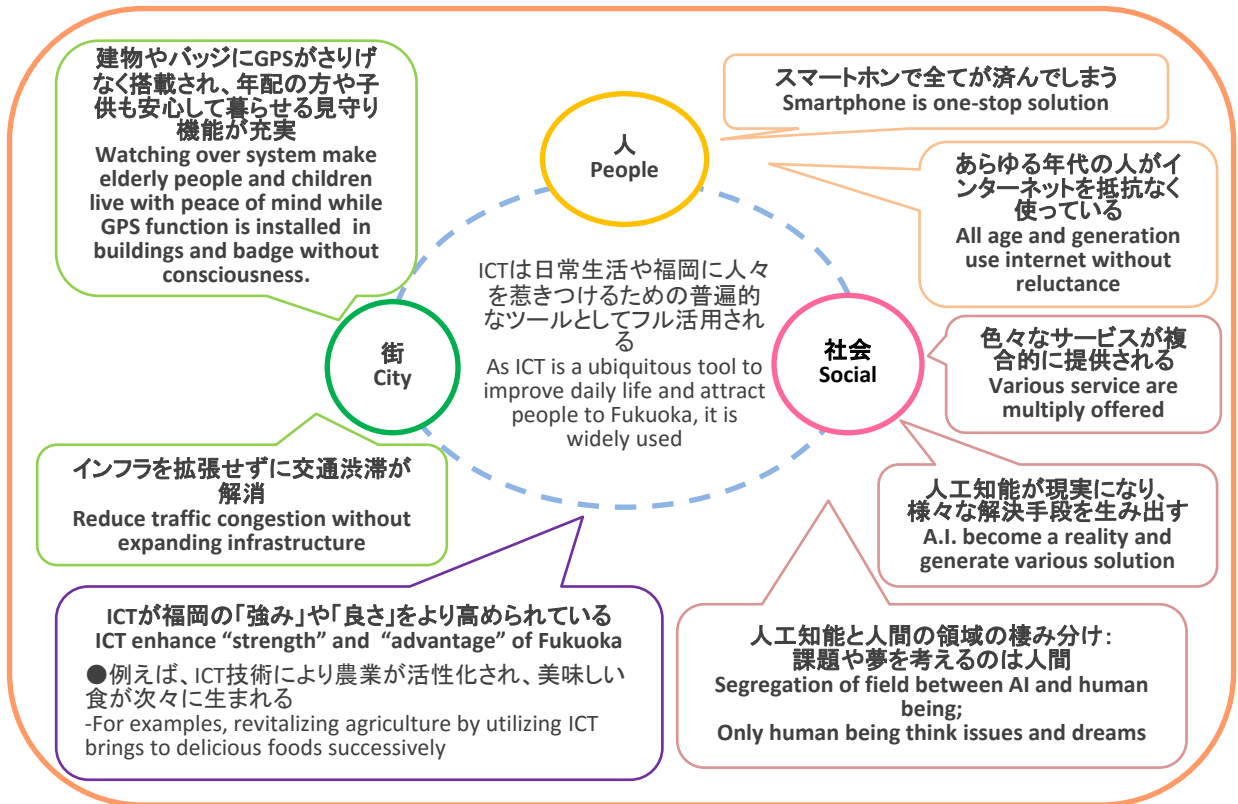 建物やバッジにGPSがさりげ
なく搭載され、年配の方や子
供も安心して暮らせる見守り
機能が充実
Watching over system make
elderly people and children
live with peace of mind while
GPS function is installed in
buildings and badge without
consciousness.
人
People
スマートホンで全てが済んでしまう
Smartphone is one-stop solution
あらゆる年代の人がイ
ンターネットを抵抗なく
使っている
All age and generation
use internet without
reluctance
ICTは日常生活や福岡に人々
を惹きつけるための普遍的
なツールとしてフル活用され
る
As ICT is a ubiquitous tool to
improve daily life and attract
people to Fukuoka, it is
widely used
街
City
社会
Social
色々なサービスが複
合的に提供される
Various service are
multiply offered
インフラを拡張せずに交通渋滞が
解消
Reduce traffic congestion without
expanding infrastructure
人工知能が現実になり、
様々な解決手段を生み出す
A.I. become a reality and
generate various solution
ICTが福岡の「強み」や「良さ」をより高められている
ICT enhance “strength” and “advantage” of Fukuoka
●例えば、ICT技術により農業が活性化され、美味しい
食が次々に生まれる
-For examples, revitalizing agriculture by utilizing ICT
brings to delicious foods successively
人工知能と人間の領域の棲み分け：
課題や夢を考えるのは人間
Segregation of field between AI and human
being;
Only human being think issues and dreams